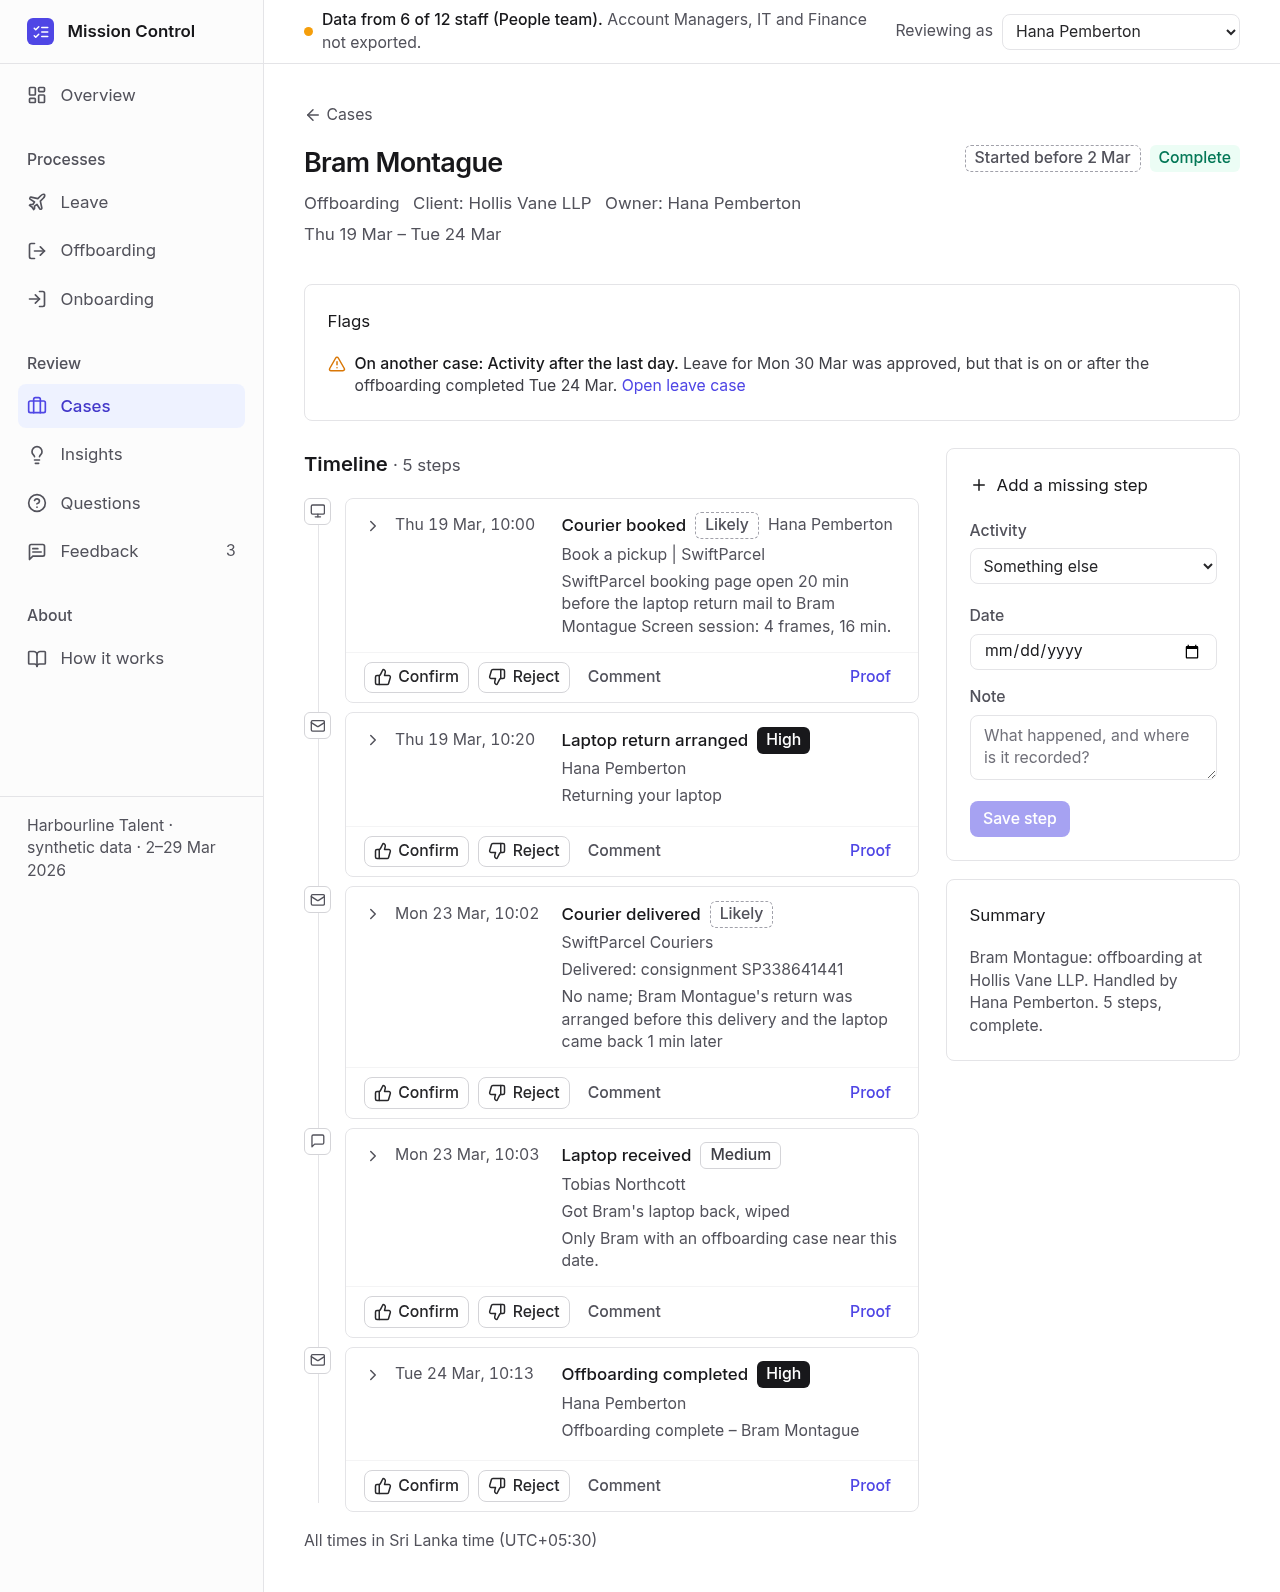 Mission Control
Overview
Processes
Leave
Offboarding
Onboarding
Review
Cases
Insights
Questions
Feedback 3
About
How it works
Harbourline Talent ·
synthetic data · 2–29 Mar
2026
Data from 6 of 12 staff (People team). Account Managers, IT and Finance
not exported.
Reviewing as Hana Pemberton
Cases
Bram Montague
Started before 2 Mar Complete
Offboarding Client: Hollis Vane LLP Owner: Hana Pemberton
Thu 19 Mar – Tue 24 Mar
Flags
On another case: Activity after the last day. Leave for Mon 30 Mar was approved, but that is on or after the
offboarding completed Tue 24 Mar. Open leave case
Timeline · 5 steps
Thu 19 Mar, 10:00 Courier booked Likely Hana Pemberton
Book a pickup | SwiftParcel
SwiftParcel booking page open 20 min
before the laptop return mail to Bram
Montague Screen session: 4 frames, 16 min.
Confirm Reject Comment Proof
Thu 19 Mar, 10:20 Laptop return arranged High
Hana Pemberton
Returning your laptop
Confirm Reject Comment Proof
Mon 23 Mar, 10:02 Courier delivered Likely
SwiftParcel Couriers
Delivered: consignment SP338641441
No name; Bram Montague's return was
arranged before this delivery and the laptop
came back 1 min later
Confirm Reject Comment Proof
Mon 23 Mar, 10:03 Laptop received Medium
Tobias Northcott
Got Bram's laptop back, wiped
Only Bram with an offboarding case near this
date.
Confirm Reject Comment Proof
Tue 24 Mar, 10:13 Offboarding completed High
Hana Pemberton
Offboarding complete – Bram Montague
Confirm Reject Comment Proof
All times in Sri Lanka time (UTC+05:30)
Add a missing step
Activity
Something else
Date
mm/dd/yyyy
Note
What happened, and where
is it recorded?
Save step
Summary
Bram Montague: offboarding at
Hollis Vane LLP. Handled by
Hana Pemberton. 5 steps,
complete.